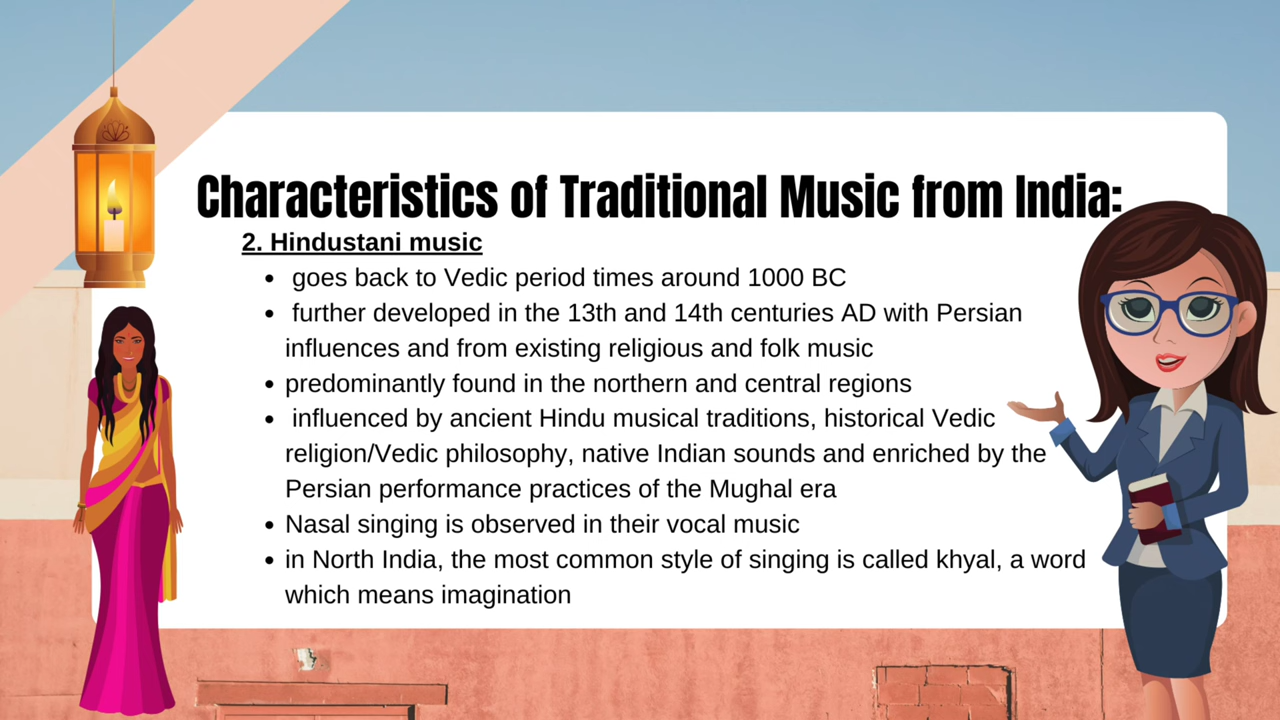 Characteristics of Traditional Music from India:
2. Hindustani music
• goes back to Vedic period times around 1000 BC
• further developed in the 13th and 14th centuries AD with Persian
influences and from existing religious and folk music
• predominantly found in the northern and central regions
• influenced by ancient Hindu musical traditions, historical Vedic
religion/Vedic philosophy, native Indian sounds and enriched by the
Persian performance practices of the Mughal era
• Nasal singing is observed in their vocal music
• in North India, the most common style of singing is called khyal, a word
which means imagination